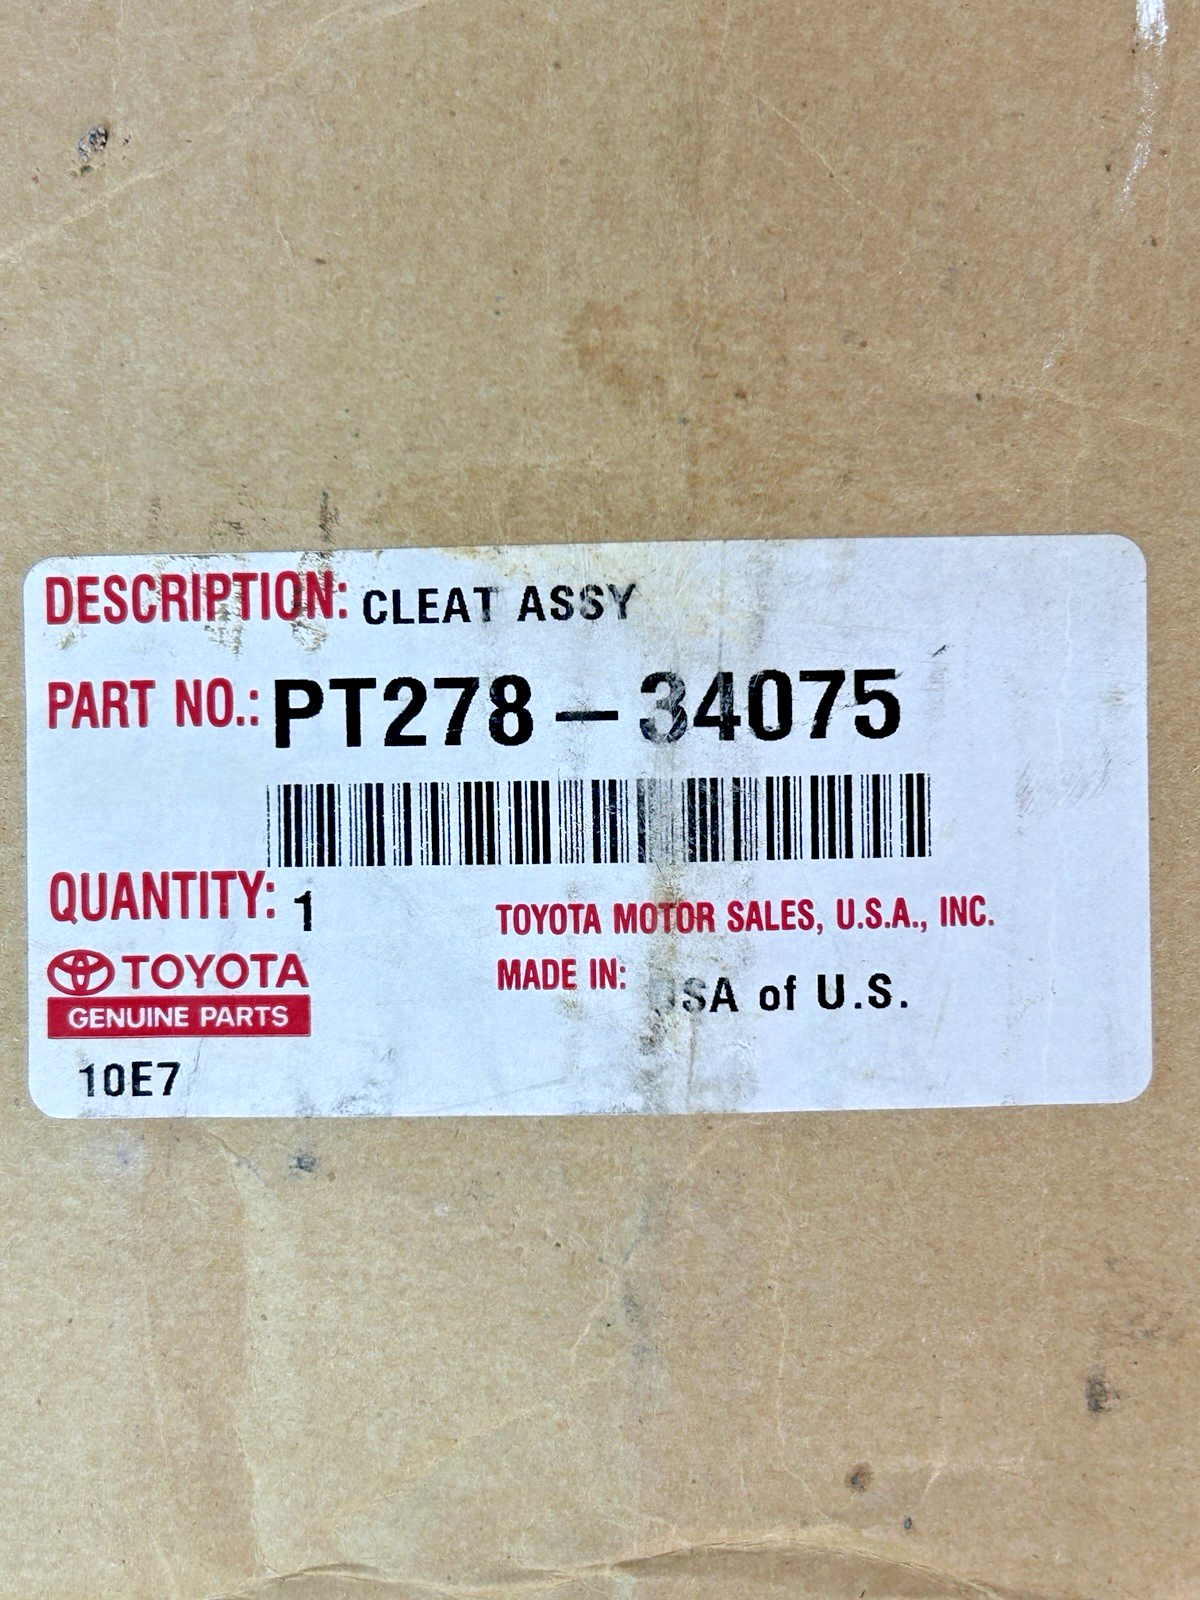 DESCRIPTION: CLEAT ASSY
PART NO.: PT278-34075
QUANTITY: 1
TOYOTA MOTOR SALES, U.S.A., INC.
MADE IN: USA of U.S.
TOYOTA
GENUINE PARTS
10E7